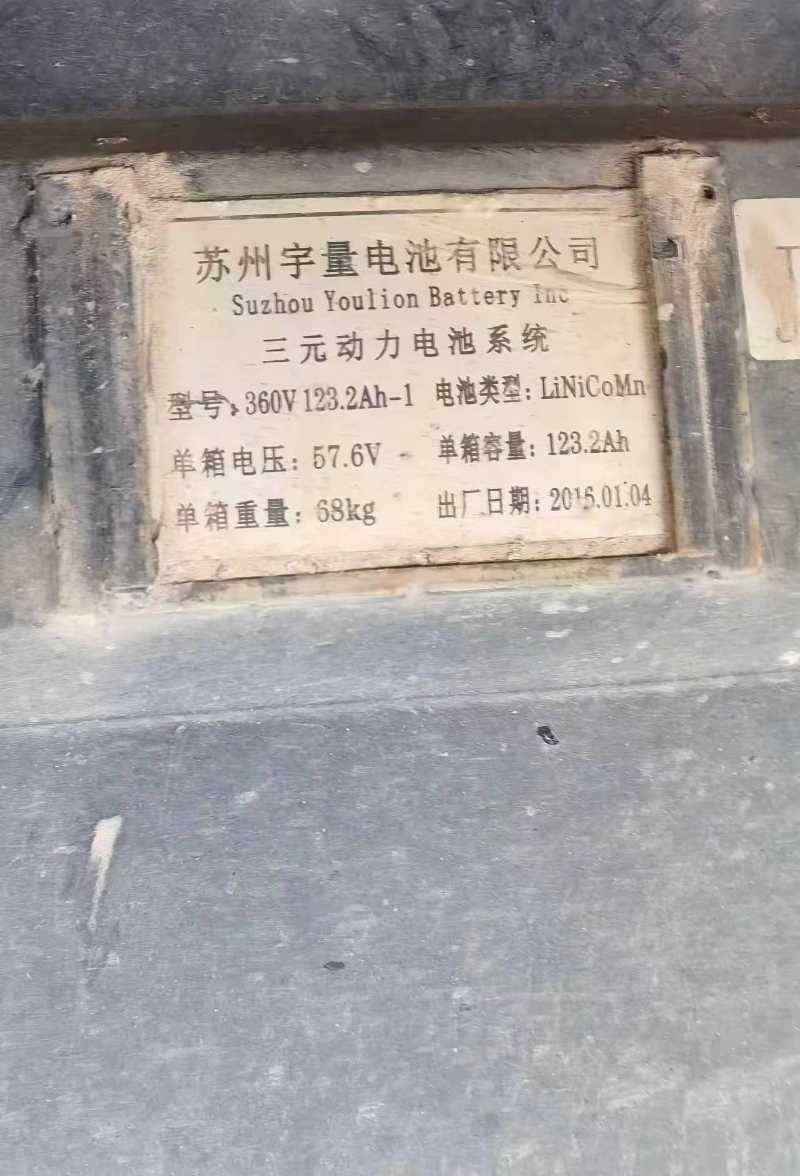 苏州宇量电池有限公司
Suzhou Youlion Battery Inc
三元动力电池系统
型号:360V 123.2Ah-1 电池类型:LiNiCoMn
单箱电压:57.6V 单箱容量:123.2Ah
单箱重量:68kg 出厂日期:2016.01.04